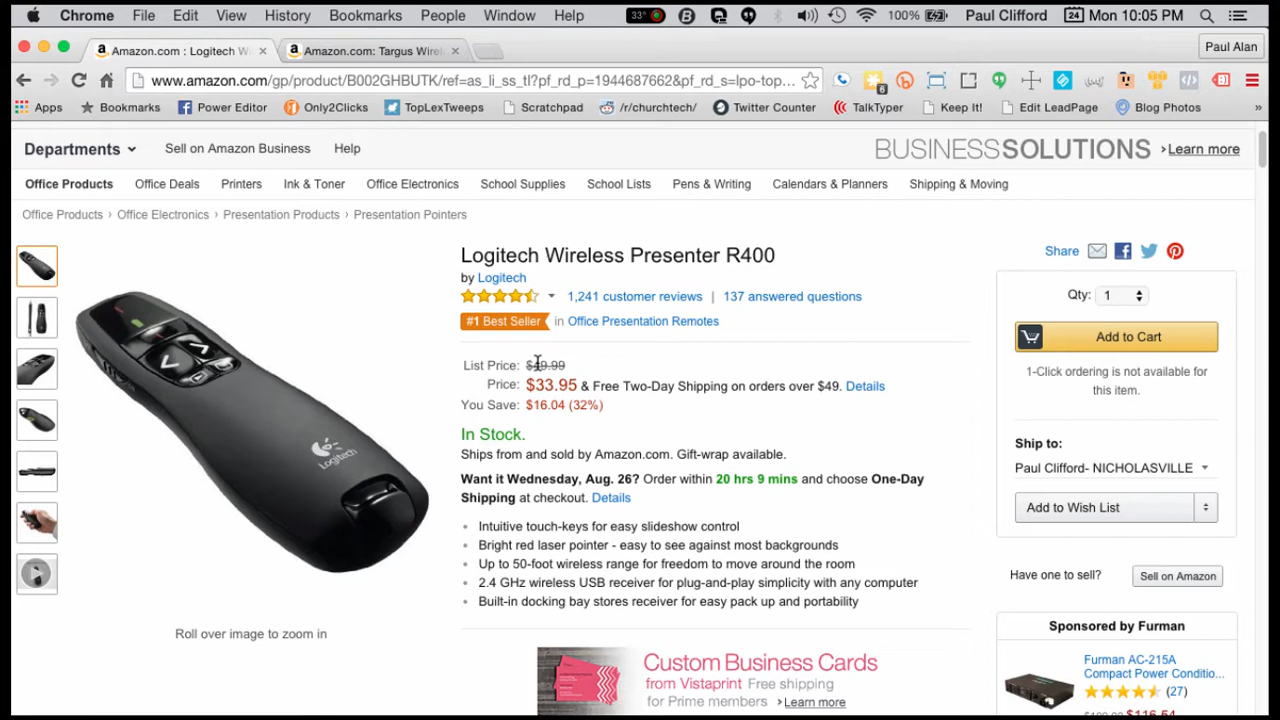 Chrome File Edit View History Bookmarks People Window Help 33° 100% Paul Clifford 24 Mon 10:05 PM
Amazon.com : Logitech Wi Amazon.com: Targus Wirel Paul Alan
www.amazon.com/gp/product/B002GHBUTK/ref=as_li_ss_tl?pf_rd_p=1944687662&pf_rd_s=lpo-top... 6
Apps Bookmarks Power Editor Only2Clicks TopLexTweeps Scratchpad /r/churchtech/ Twitter Counter TalkTyper Keep It! Edit LeadPage Blog Photos »
Departments Sell on Amazon Business Help BUSINESSSOLUTIONS ›Learn more
Office Products Office Deals Printers Ink & Toner Office Electronics School Supplies School Lists Pens & Writing Calendars & Planners Shipping & Moving
Office Products › Office Electronics › Presentation Products › Presentation Pointers
Logitech Wireless Presenter R400
Share
by Logitech
Qty: 1
1,241 customer reviews | 137 answered questions
#1 Best Seller in Office Presentation Remotes
Add to Cart
List Price:
Price: $33.95 & Free Two-Day Shipping on orders over $49. Details
You Save: $16.04 (32%)
1-Click ordering is not available for
this item.
In Stock.
Ships from and sold by Amazon.com. Gift-wrap available.
Ship to:
Paul Clifford- NICHOLASVILLE
Want it Wednesday, Aug. 26? Order within 20 hrs 9 mins and choose One-Day
Shipping at checkout. Details
Add to Wish List
Logitech
• Intuitive touch-keys for easy slideshow control
• Bright red laser pointer - easy to see against most backgrounds
• Up to 50-foot wireless range for freedom to move around the room
• 2.4 GHz wireless USB receiver for plug-and-play simplicity with any computer
• Built-in docking bay stores receiver for easy pack up and portability
Have one to sell? Sell on Amazon
Roll over image to zoom in
Sponsored by Furman
Custom Business Cards
from Vistaprint Free shipping
for Prime members ›Learn more
Furman AC-215A
Compact Power Conditio...
(27)
$116.54